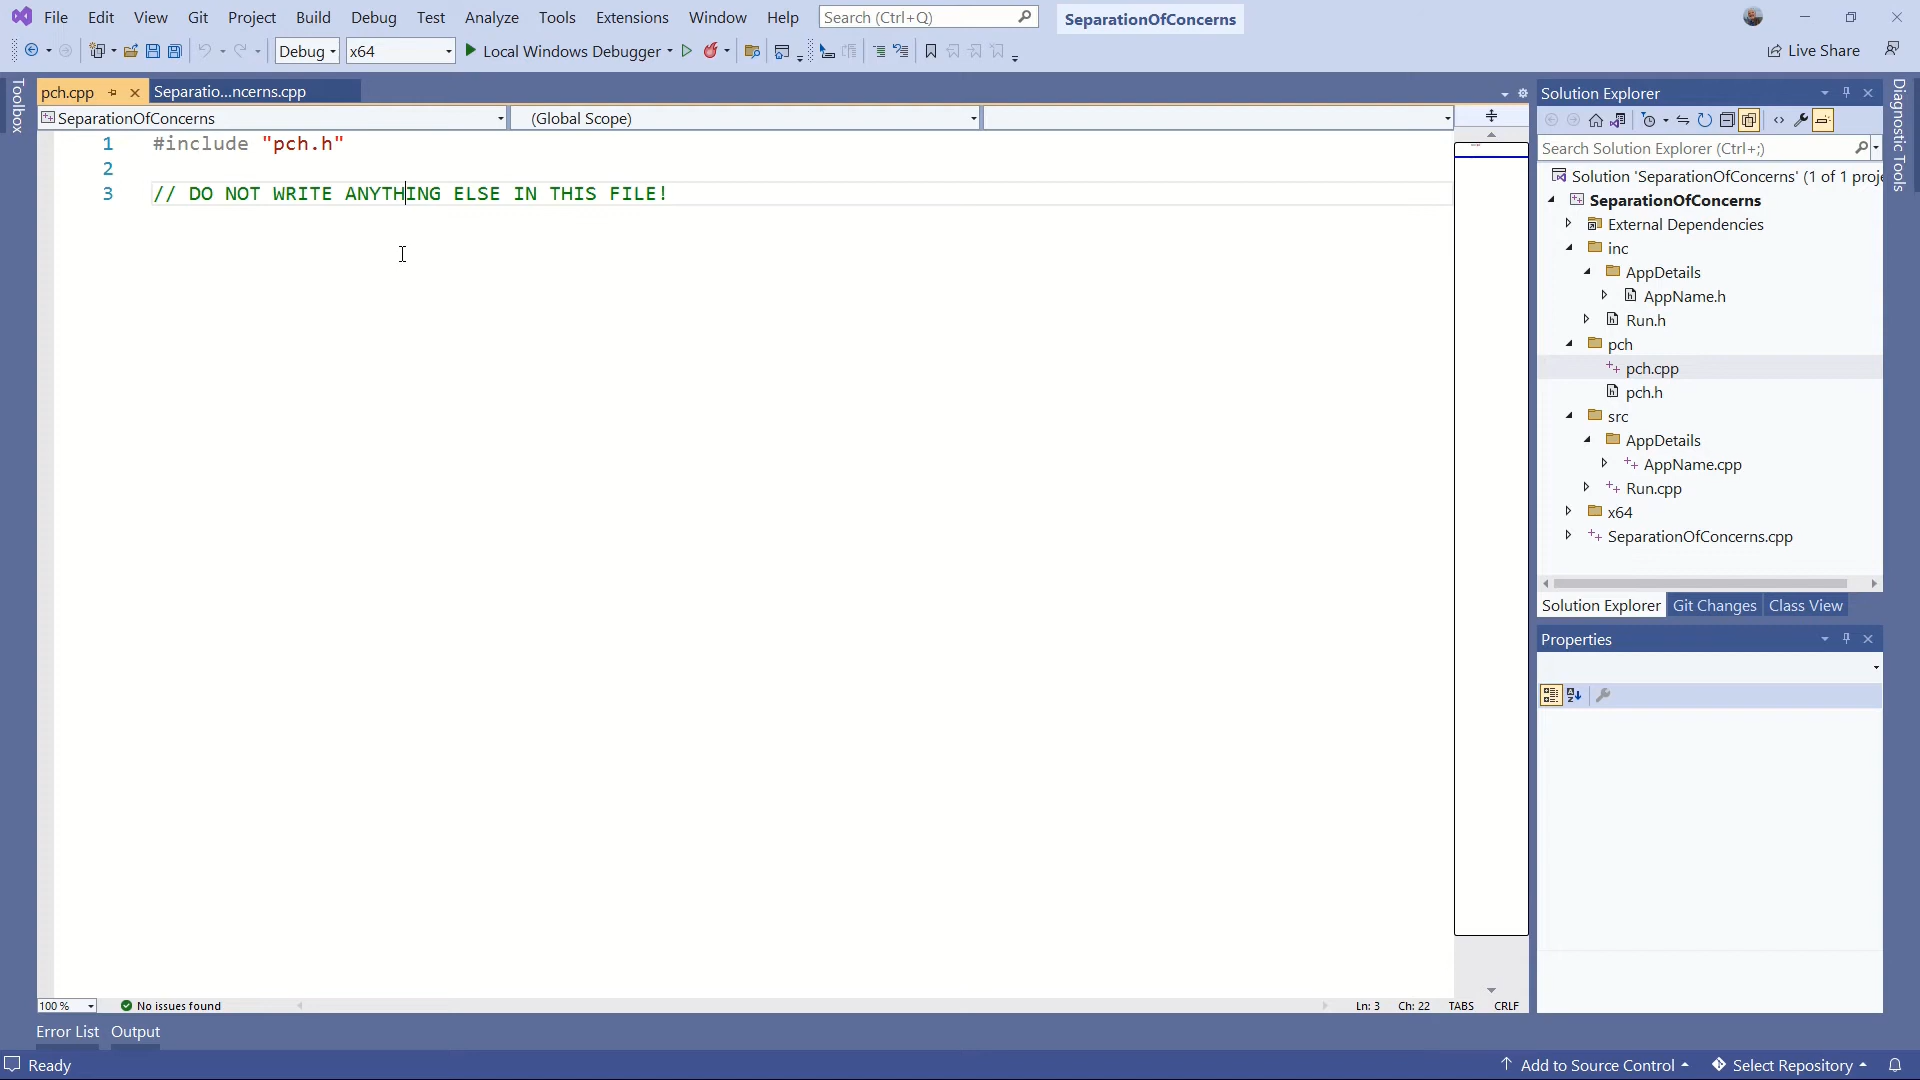 File Edit View Git Project Build Debug Test Analyze Tools Extensions Window Help Search (Ctrl+Q) SeparationOfConcerns
Debug x64 Local Windows Debugger Live Share
Toolbox
pch.cpp Separatio...ncerns.cpp
SeparationOfConcerns (Global Scope)
1 #include "pch.h"
2
3 // DO NOT WRITE ANYTHING ELSE IN THIS FILE!
100 % No issues found Ln: 3 Ch: 22 TABS CRLF
Solution Explorer
Search Solution Explorer (Ctrl+;)
Solution 'SeparationOfConcerns' (1 of 1 proje
SeparationOfConcerns
External Dependencies
inc
AppDetails
AppName.h
Run.h
pch
pch.cpp
pch.h
src
AppDetails
AppName.cpp
Run.cpp
x64
SeparationOfConcerns.cpp
Solution Explorer Git Changes Class View
Properties
Diagnostic Tools
Error List Output
Ready Add to Source Control Select Repository